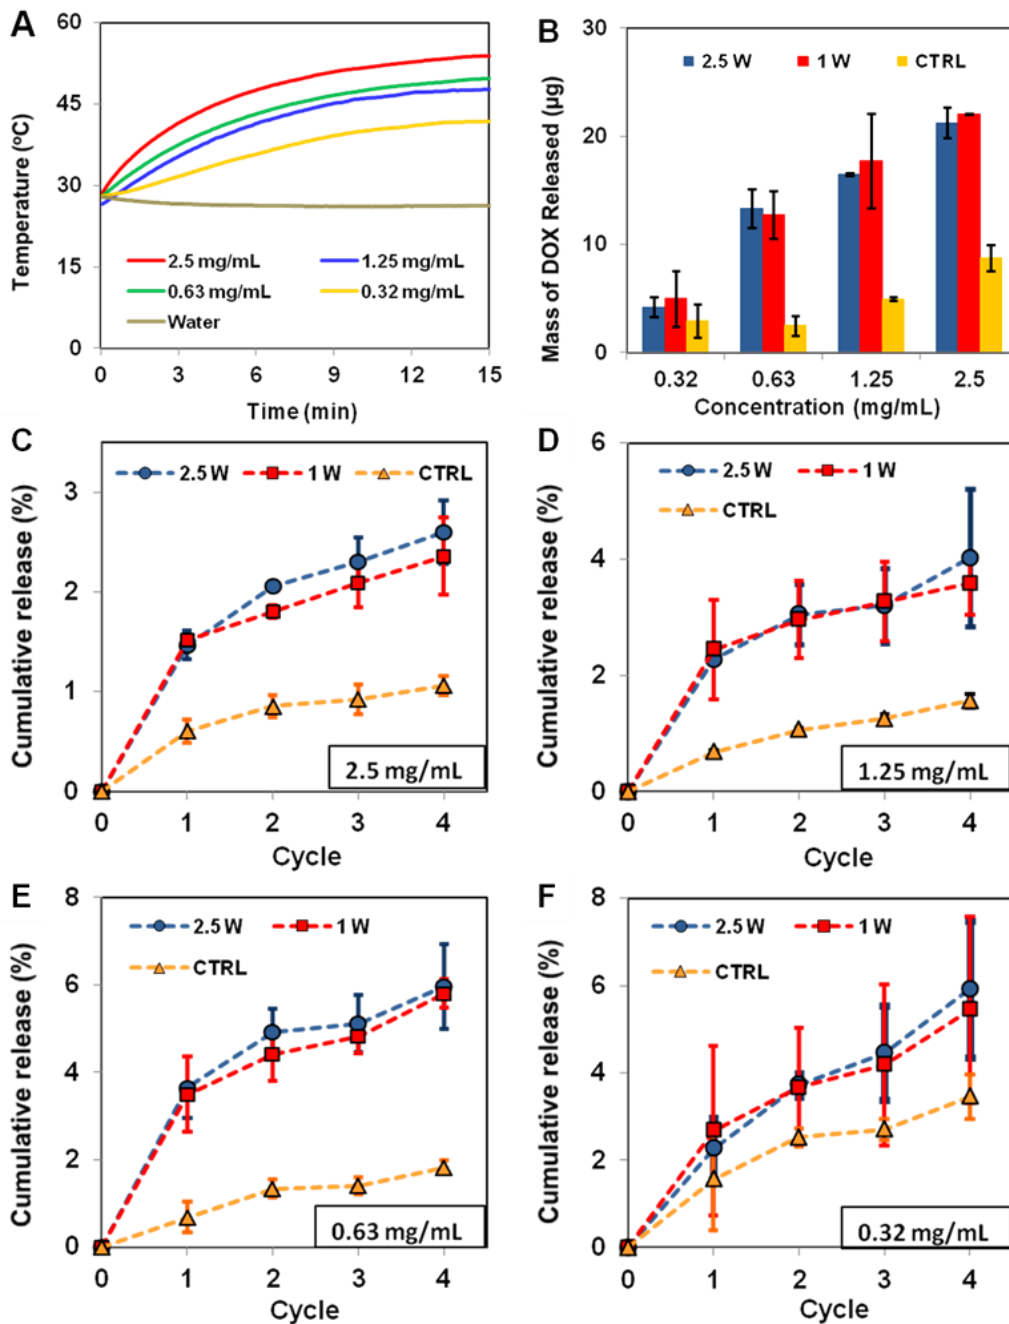 A
Temperature (ºC)
60
45
30
15
0
2.5 mg/mL
1.25 mg/mL
0.63 mg/mL
0.32 mg/mL
Water
0 3 6 9 12 15
Time (min)
B
Mass of DOX Released (µg)
30
20
10
0
2.5 W 1 W CTRL
0.32 0.63 1.25 2.5
Concentration (mg/mL)
C
Cumulative release (%)
3
2
1
0
2.5 W 1 W CTRL
2.5 mg/mL
0 1 2 3 4
Cycle
D
Cumulative release (%)
6
4
2
0
2.5 W 1 W
CTRL
1.25 mg/mL
0 1 2 3 4
Cycle
E
Cumulative release (%)
8
6
4
2
0
2.5 W 1 W
CTRL
0.63 mg/mL
0 1 2 3 4
Cycle
F
Cumulative release (%)
8
6
4
2
0
2.5 W 1 W
CTRL
0.32 mg/mL
0 1 2 3 4
Cycle